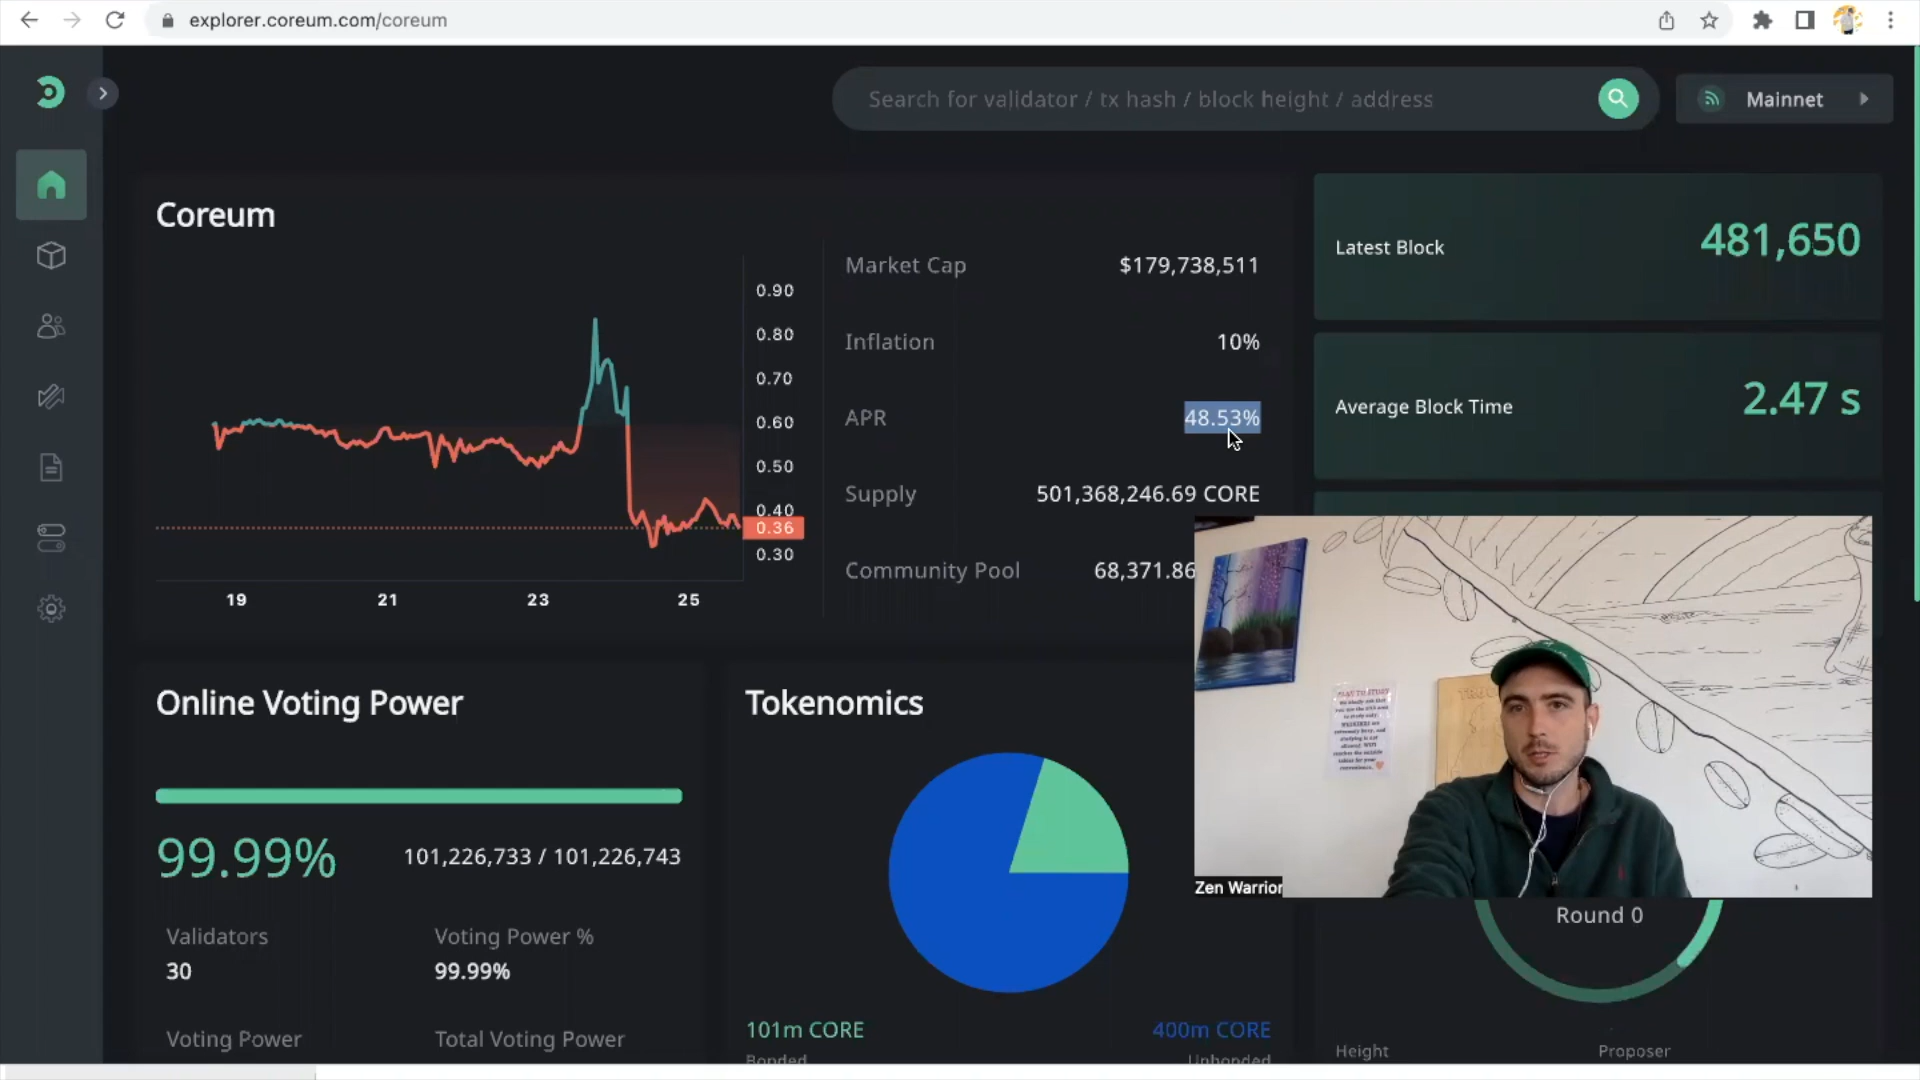 explorer.coreum.com/coreum
Search for validator / tx hash / block height / address
Mainnet
Coreum
0.90
0.80
0.70
0.60
0.50
0.40
0.36
0.30
19
21
23
25
Market Cap
$179,738,511
Inflation
10%
APR
48.53%
Supply
501,368,246.69 CORE
Community Pool
68,371.86
Latest Block
481,650
Average Block Time
2.47 s
Online Voting Power
99.99%
101,226,733 / 101,226,743
Validators
30
Voting Power %
99.99%
Voting Power
Total Voting Power
Tokenomics
101m CORE
Bonded
400m CORE
Unbonded
Zen Warrior
Round 0
Height
Proposer